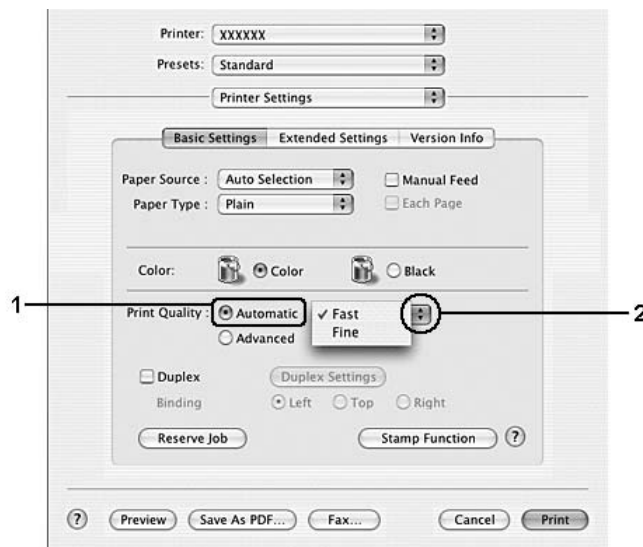 Printer: XXXXXX
Presets: Standard
Printer Settings
Basic Settings Extended Settings Version Info
Paper Source : Auto Selection Manual Feed
Paper Type : Plain Each Page
Color: Color Black
1 Print Quality : Automatic ✓ Fast 2
Advanced Fine
Duplex Duplex Settings
Binding Left Top Right
Reserve Job Stamp Function ?
? Preview Save As PDF... Fax... Cancel Print